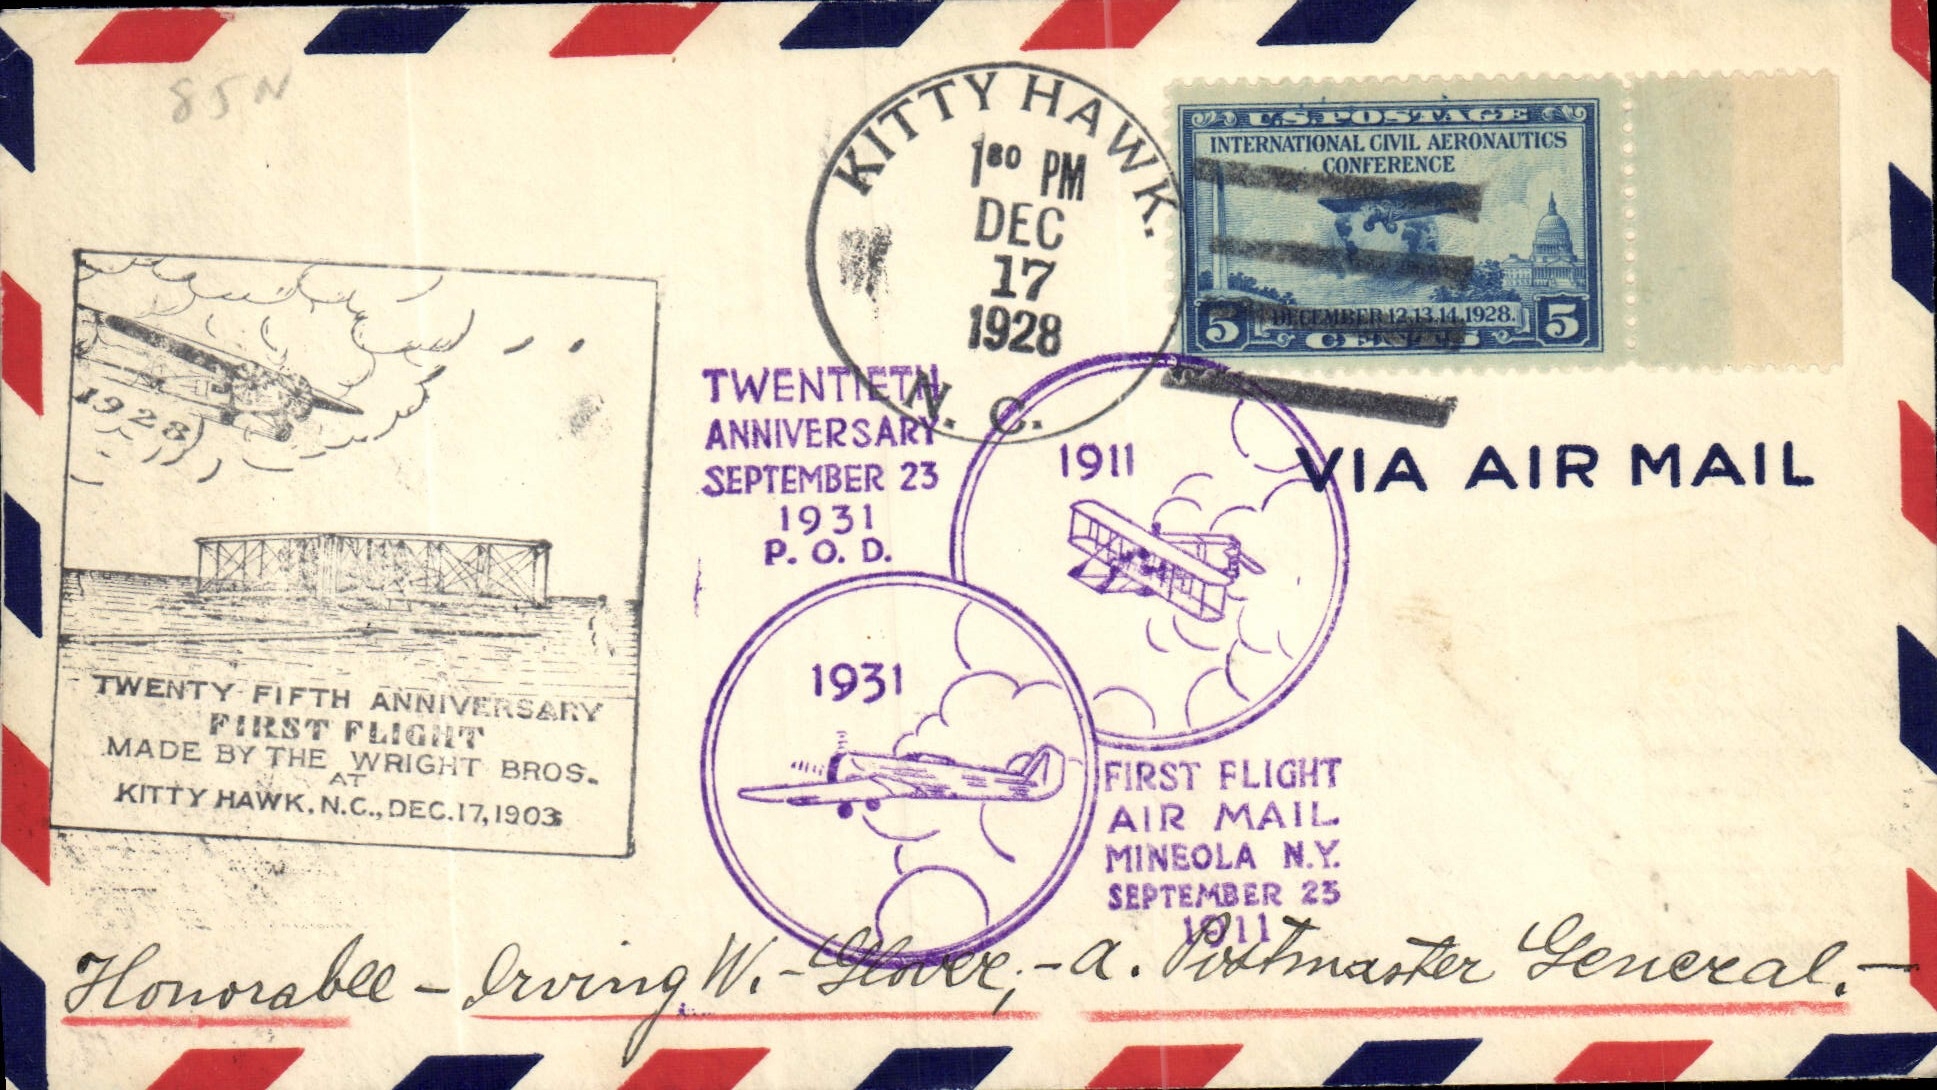 85N
KITTY HAWK.
1³⁰ PM
DEC
17
1928
N. C.
U.S. POSTAGE
INTERNATIONAL CIVIL AERONAUTICS
CONFERENCE
5 DECEMBER 12,13,14,1928. 5
CENTS
VIA AIR MAIL
1928
TWENTY-FIFTH ANNIVERSARY
FIRST FLIGHT
MADE BY THE WRIGHT BROS.
AT
KITTY HAWK, N.C., DEC. 17, 1903
TWENTIETH
ANNIVERSARY
SEPTEMBER 23
1931
P. O. D.
1911
1931
FIRST FLIGHT
AIR MAIL
MINEOLA N.Y.
SEPTEMBER 23
1911
Honorable - Irving W. - Glover, - A. Postmaster General. -